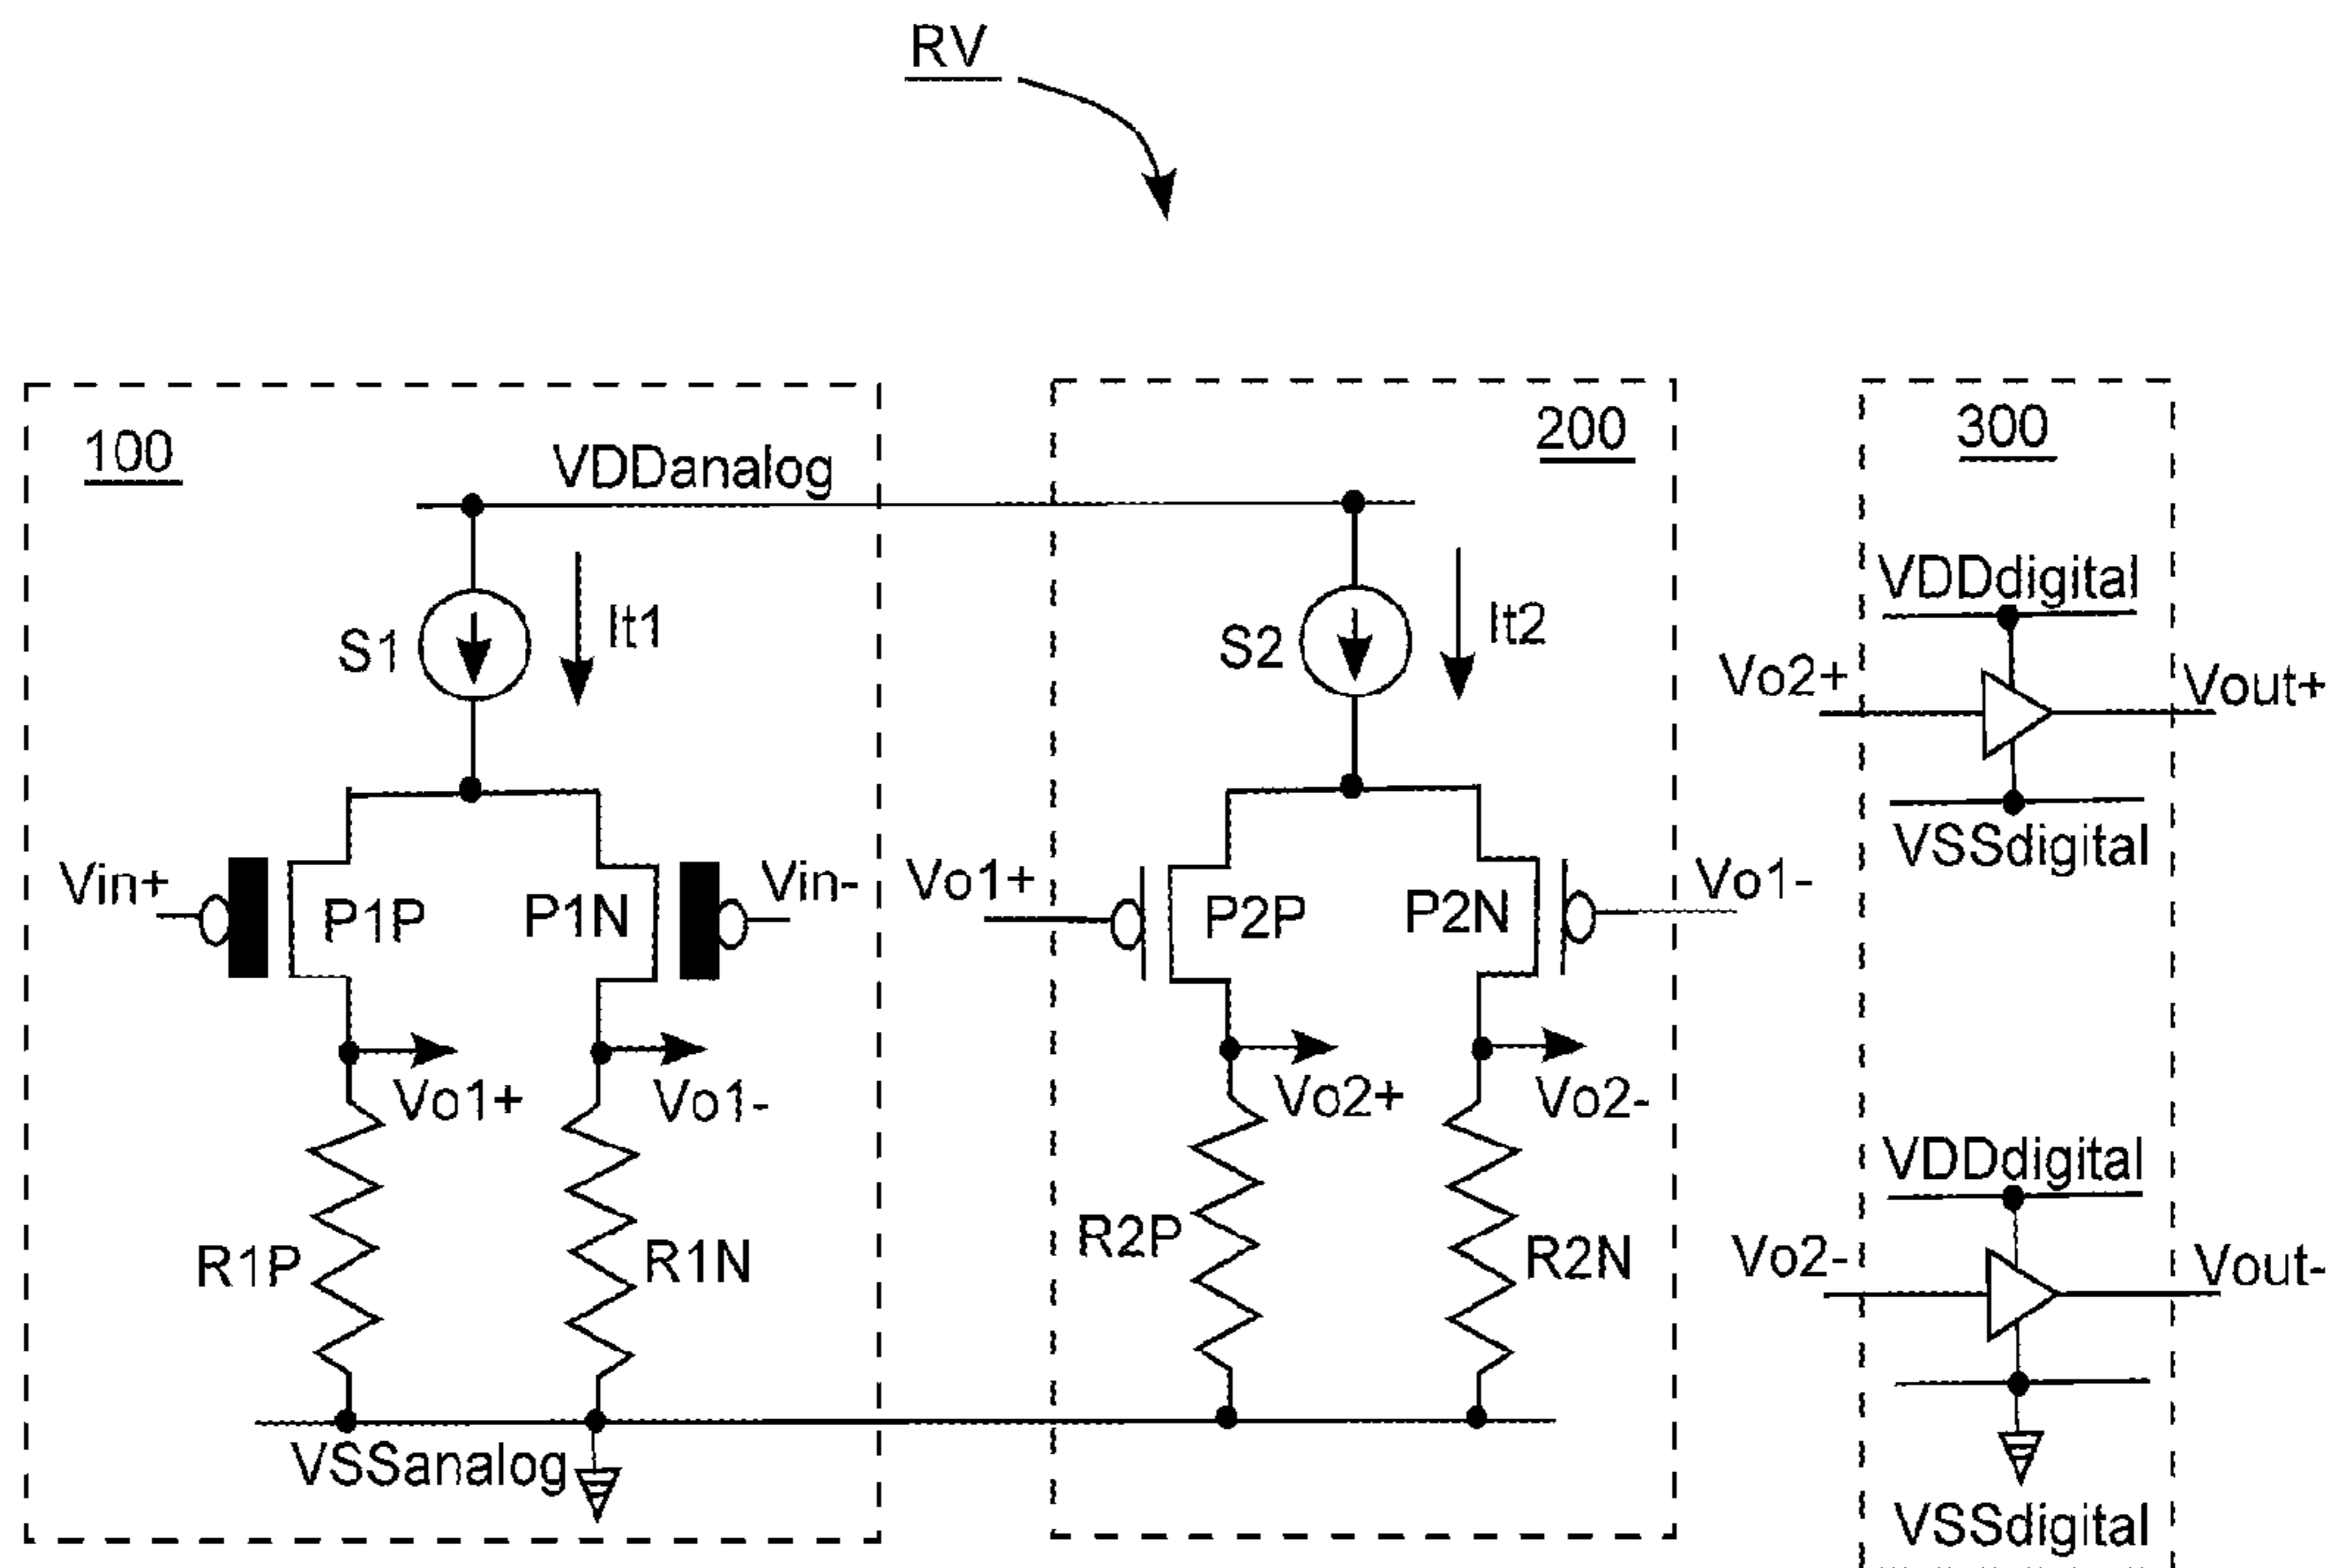 RV
100
VDDanalog
200
300
S1
It1
S2
It2
VDDdigital
Vo2+
Vout+
VSSdigital
Vin+
P1P
P1N
Vin-
Vo1+
P2P
P2N
Vo1-
Vo1+
Vo1-
Vo2+
Vo2-
VDDdigital
R1P
R1N
R2P
R2N
Vo2-
Vout-
VSSanalog
VSSdigital